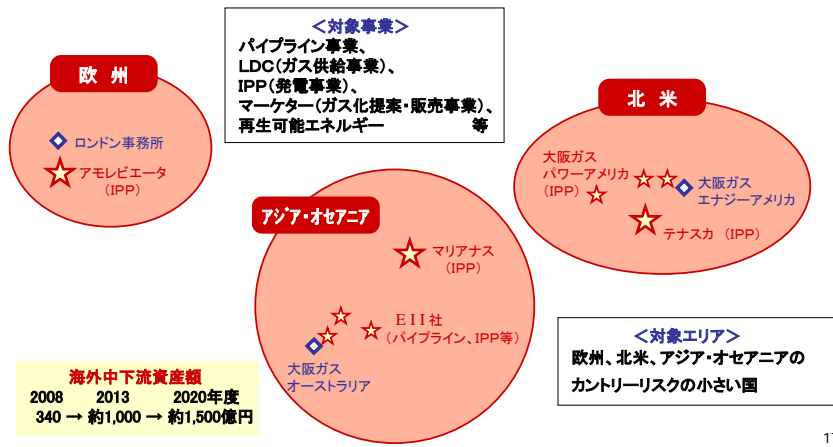 <対象事業>
パイプライン事業、
LDC(ガス供給事業)、
IPP(発電事業)、
マーケター(ガス化提案・販売事業)、
再生可能エネルギー　　　　等
欧 州
ロンドン事務所
アモレビエータ
(IPP)
北 米
大阪ガス
パワーアメリカ
(IPP)
大阪ガス
エナジーアメリカ
テナスカ (IPP)
アジア・オセアニア
マリアナス
(IPP)
EII社
(パイプライン、IPP等)
大阪ガス
オーストラリア
<対象エリア>
欧州、北米、アジア・オセアニアの
カントリーリスクの小さい国
海外中下流資産額
2008 2013 2020年度
340 → 約1,000 → 約1,500億円